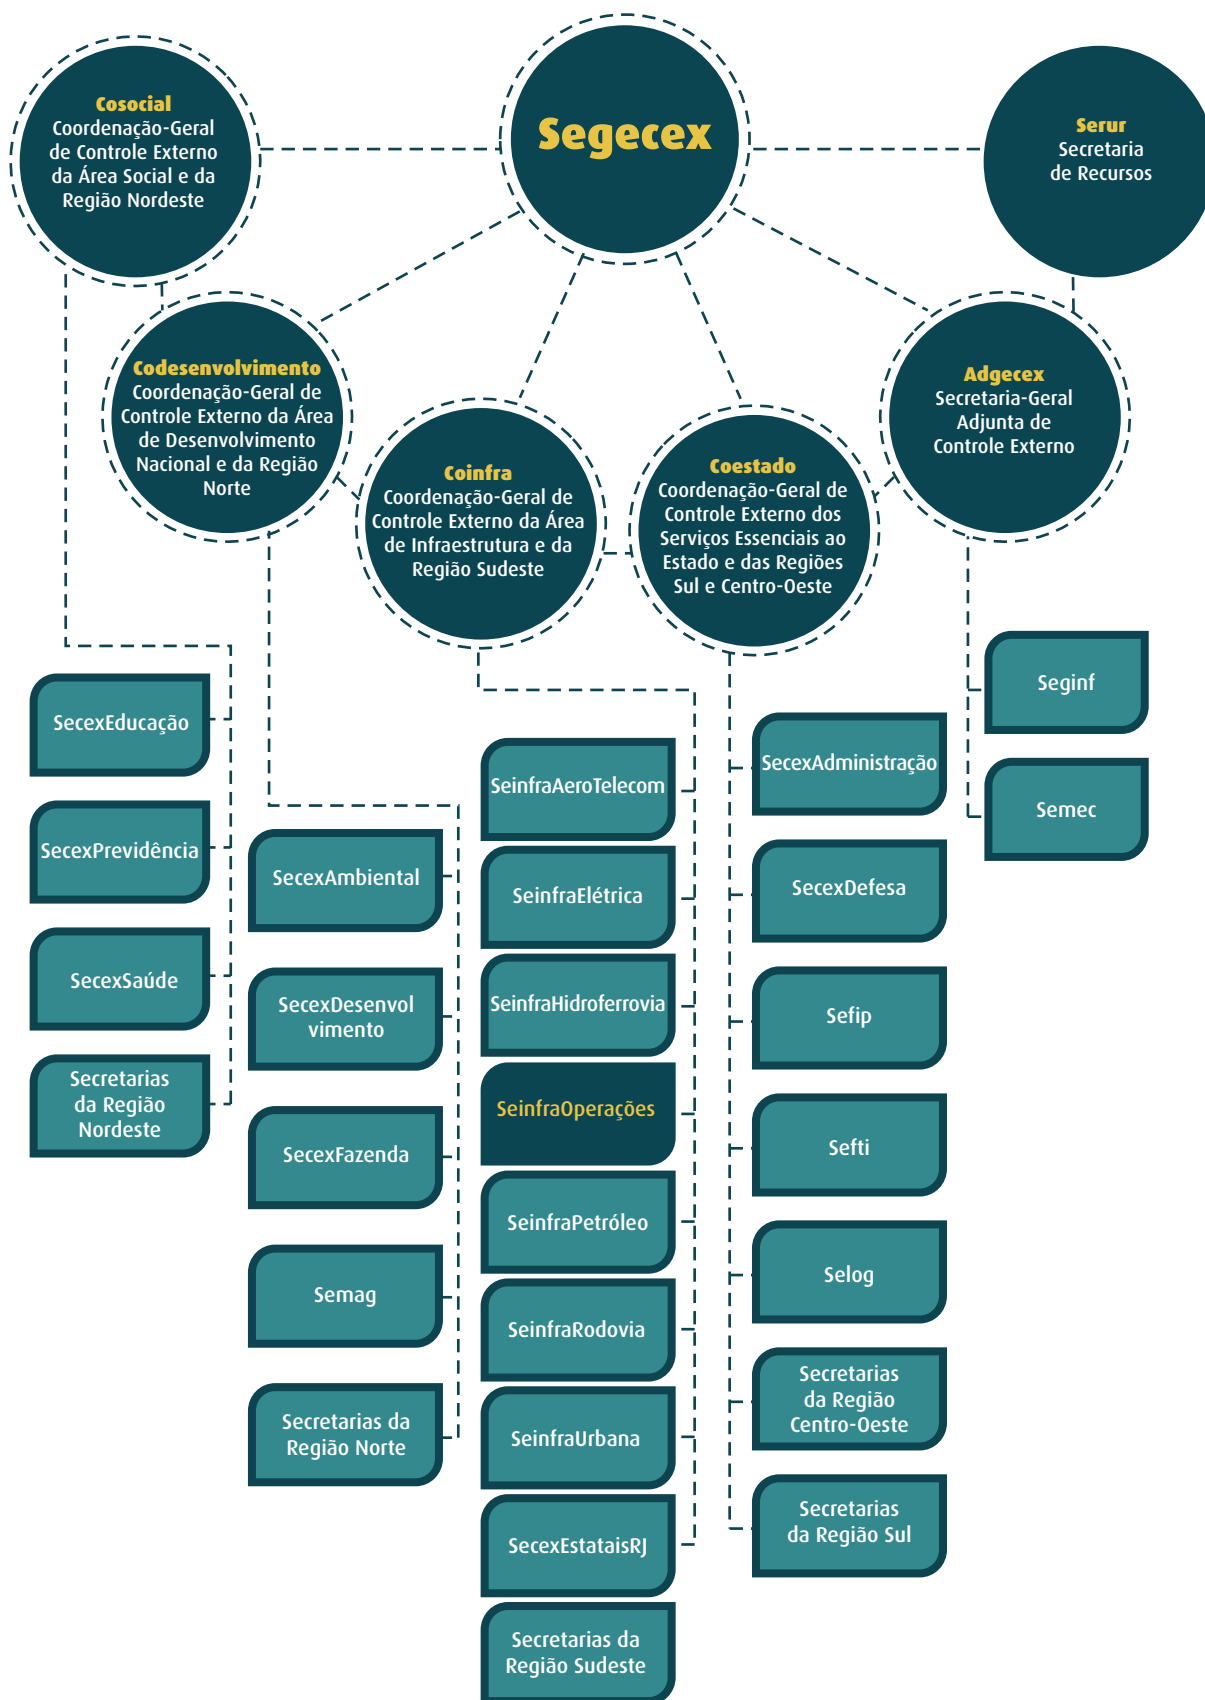 Segecex
Cosocial
Coordenação-Geral
de Controle Externo
da Área Social e da
Região Nordeste
Serur
Secretaria
de Recursos
Codesenvolvimento
Coordenação-Geral de
Controle Externo da Área
de Desenvolvimento
Nacional e da Região
Norte
Coinfra
Coordenação-Geral de
Controle Externo da Área
de Infraestrutura e da
Região Sudeste
Coestado
Coordenação-Geral de
Controle Externo dos
Serviços Essenciais ao
Estado e das Regiões
Sul e Centro-Oeste
Adgecex
Secretaria-Geral
Adjunta de
Controle Externo
SecexEducação
SecexPrevidência
SecexSaúde
Secretarias
da Região
Nordeste
SecexAmbiental
SecexDesenvol
vimento
SecexFazenda
Semag
Secretarias da
Região Norte
SeinfraAeroTelecom
SeinfraElétrica
SeinfraHidroferrovia
SeinfraOperações
SeinfraPetróleo
SeinfraRodovia
SeinfraUrbana
SecexEstataisRJ
Secretarias da
Região Sudeste
SecexAdministração
SecexDefesa
Sefip
Sefti
Selog
Secretarias
da Região
Centro-Oeste
Secretarias
da Região Sul
Seginf
Semec